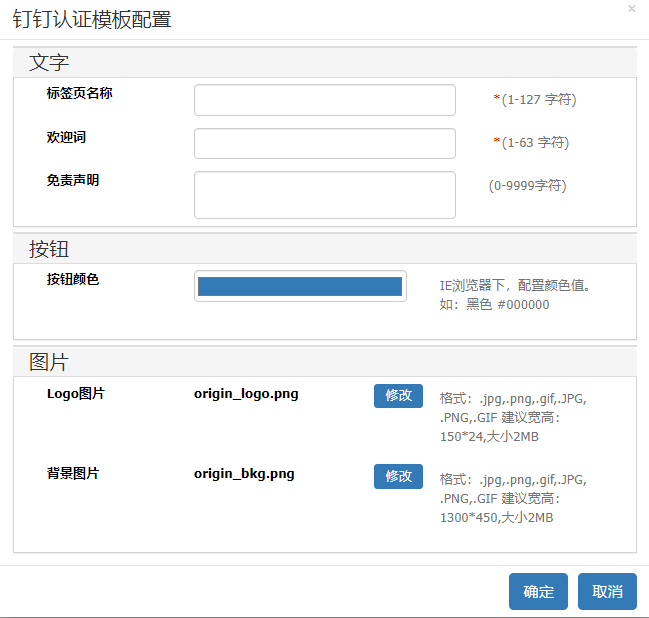 钉钉认证模板配置
×
文字
标签页名称
*(1-127 字符)
欢迎词
*(1-63 字符)
免责声明
(0-9999字符)
按钮
按钮颜色
IE浏览器下，配置颜色值。
如：黑色 #000000
图片
Logo图片
origin_logo.png
修改
格式：.jpg,.png,.gif,.JPG,
.PNG,.GIF 建议宽高：
150*24,大小2MB
背景图片
origin_bkg.png
修改
格式：.jpg,.png,.gif,.JPG,
.PNG,.GIF 建议宽高：
1300*450,大小2MB
确定
取消